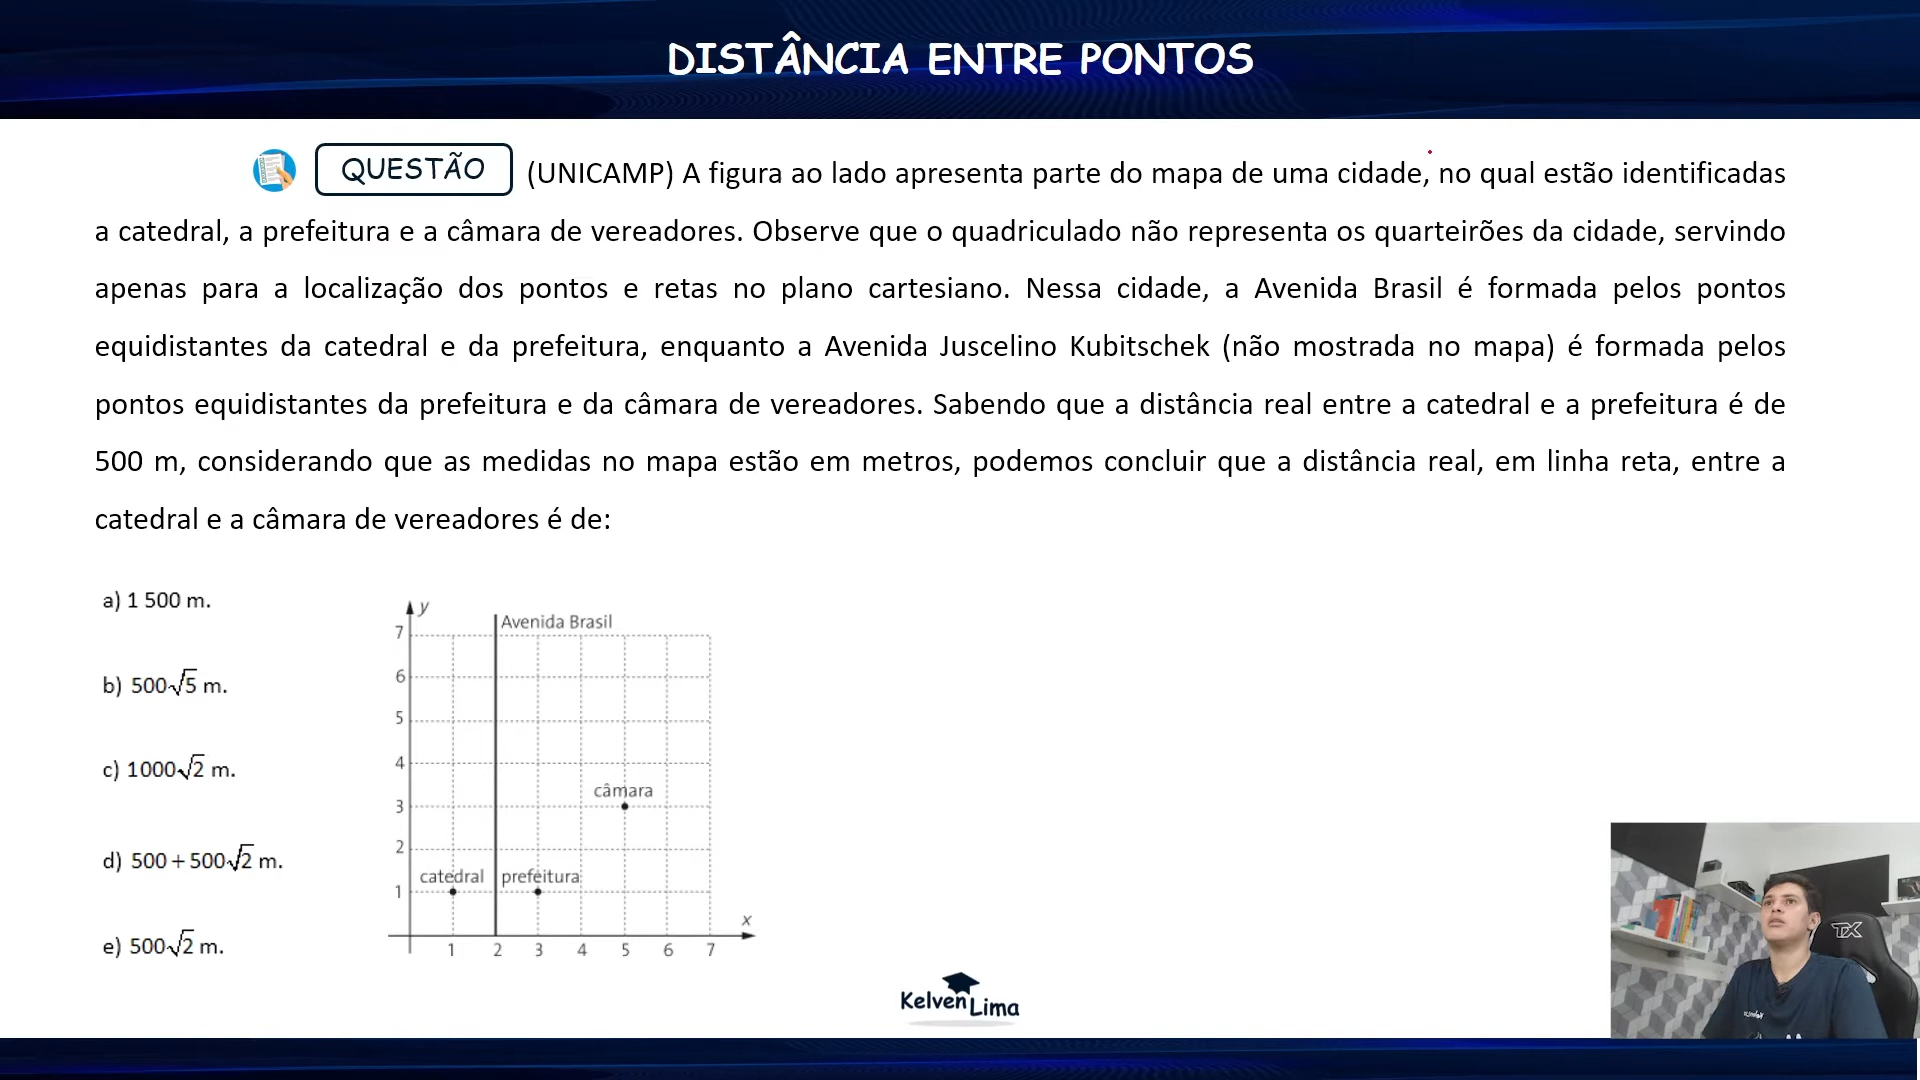 DISTÂNCIA ENTRE PONTOS
QUESTÃO (UNICAMP) A figura ao lado apresenta parte do mapa de uma cidade, no qual estão identificadas
a catedral, a prefeitura e a câmara de vereadores. Observe que o quadriculado não representa os quarteirões da cidade, servindo
apenas para a localização dos pontos e retas no plano cartesiano. Nessa cidade, a Avenida Brasil é formada pelos pontos
equidistantes da catedral e da prefeitura, enquanto a Avenida Juscelino Kubitschek (não mostrada no mapa) é formada pelos
pontos equidistantes da prefeitura e da câmara de vereadores. Sabendo que a distância real entre a catedral e a prefeitura é de
500 m, considerando que as medidas no mapa estão em metros, podemos concluir que a distância real, em linha reta, entre a
catedral e a câmara de vereadores é de:
a) 1 500 m.
b) 500√5 m.
c) 1000√2 m.
d) 500 + 500√2 m.
e) 500√2 m.
y
Avenida Brasil
7
6
5
4
câmara
3
2
catedral prefeitura
1
x
1 2 3 4 5 6 7
Kelven Lima
TX